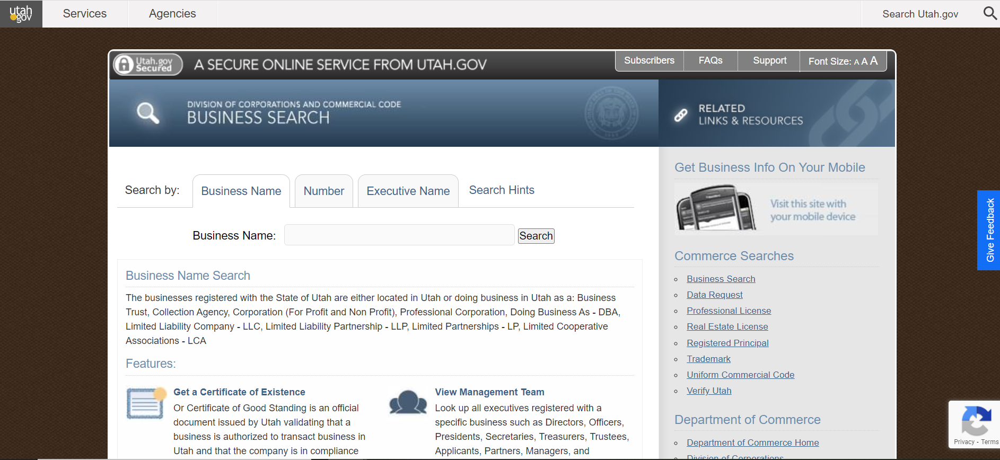 utah
gov
Services
Agencies
Search Utah.gov
Utah.gov
Secured
A SECURE ONLINE SERVICE FROM UTAH.GOV
Subscribers
FAQs
Support
Font Size: A A A
DIVISION OF CORPORATIONS AND COMMERCIAL CODE
BUSINESS SEARCH
RELATED
LINKS & RESOURCES
Search by:
Business Name
Number
Executive Name
Search Hints
Business Name:
Search
Business Name Search
The businesses registered with the State of Utah are either located in Utah or doing business in Utah as a: Business
Trust, Collection Agency, Corporation (For Profit and Non Profit), Professional Corporation, Doing Business As - DBA,
Limited Liability Company - LLC, Limited Liability Partnership - LLP, Limited Partnerships - LP, Limited Cooperative
Associations - LCA
Features:
Get a Certificate of Existence
Or Certificate of Good Standing is an official
document issued by Utah validating that a
business is authorized to transact business in
Utah and that the company is in compliance
View Management Team
Look up all executives registered with a
specific business such as Directors, Officers,
Presidents, Secretaries, Treasurers, Trustees,
Applicants, Partners, Managers, and
Get Business Info On Your Mobile
Visit this site with
your mobile device
Commerce Searches
Business Search
Data Request
Professional License
Real Estate License
Registered Principal
Trademark
Uniform Commercial Code
Verify Utah
Department of Commerce
Department of Commerce Home
Division of Corporations
Give Feedback
Privacy - Terms